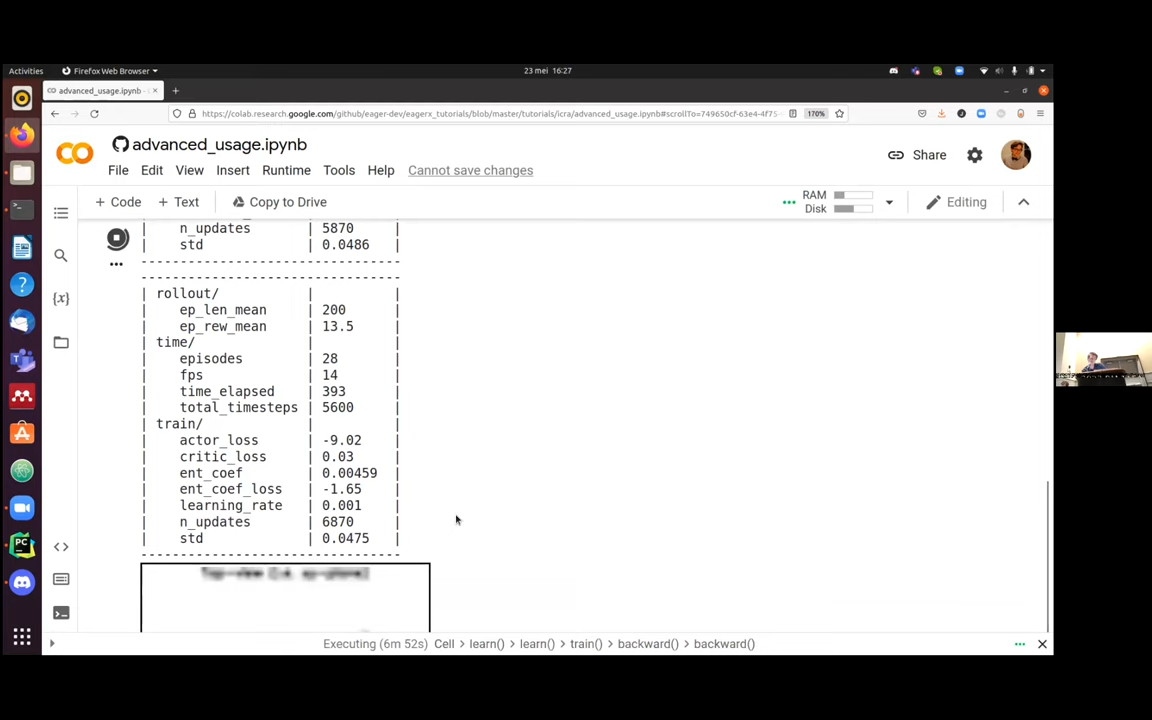 Activities Firefox Web Browser 23 mei 16:27
advanced_usage.ipynb -
https://colab.research.google.com/github/eager-dev/eagerx_tutorials/blob/master/tutorials/icra/advanced_usage.ipynb#scrollTo=749650cf-63e4-4f75- 170%
advanced_usage.ipynb
Share
File Edit View Insert Runtime Tools Help Cannot save changes
+ Code + Text Copy to Drive RAM Disk Editing
| n_updates | 5870 |
| std | 0.0486 |
---------------------------------
---------------------------------
| rollout/ | |
| ep_len_mean | 200 |
| ep_rew_mean | 13.5 |
| time/ | |
| episodes | 28 |
| fps | 14 |
| time_elapsed | 393 |
| total_timesteps | 5600 |
| train/ | |
| actor_loss | -9.02 |
| critic_loss | 0.03 |
| ent_coef | 0.00459 |
| ent_coef_loss | -1.65 |
| learning_rate | 0.001 |
| n_updates | 6870 |
| std | 0.0475 |
---------------------------------
Executing (6m 52s) Cell > learn() > learn() > train() > backward() > backward()